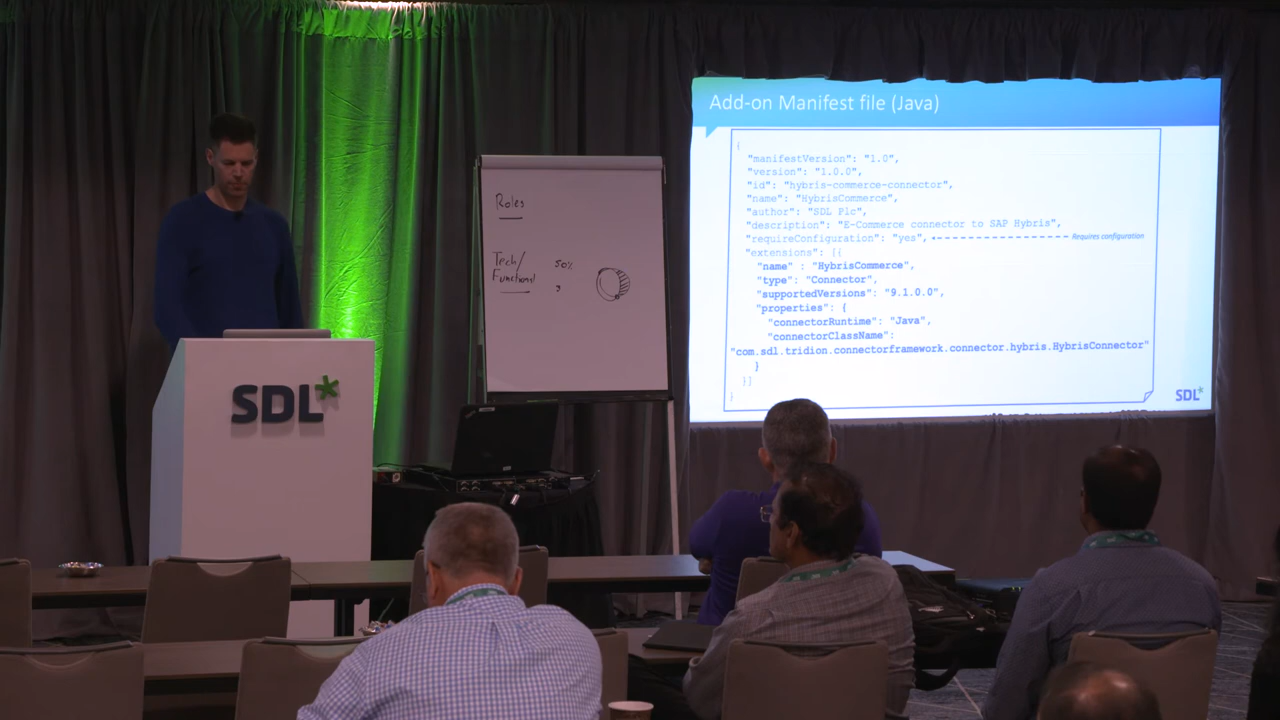 Add-on Manifest file (Java)
{
"manifestVersion": "1.0",
"version": "1.0.0",
"id": "hybris-commerce-connector",
"name": "HybrisCommerce",
"author": "SDL Plc",
"description": "E-Commerce connector to SAP Hybris",
"requireConfiguration": "yes",
Requires configuration
"extensions": [{
"name" : "HybrisCommerce",
"type": "Connector",
"supportedVersions": "9.1.0.0",
"properties": {
"connectorRuntime": "Java",
"connectorClassName":
"com.sdl.tridion.connectorframework.connector.hybris.HybrisConnector"
}
}]
}
SDL
Roles
Tech/
Functional
50%
?
SDL